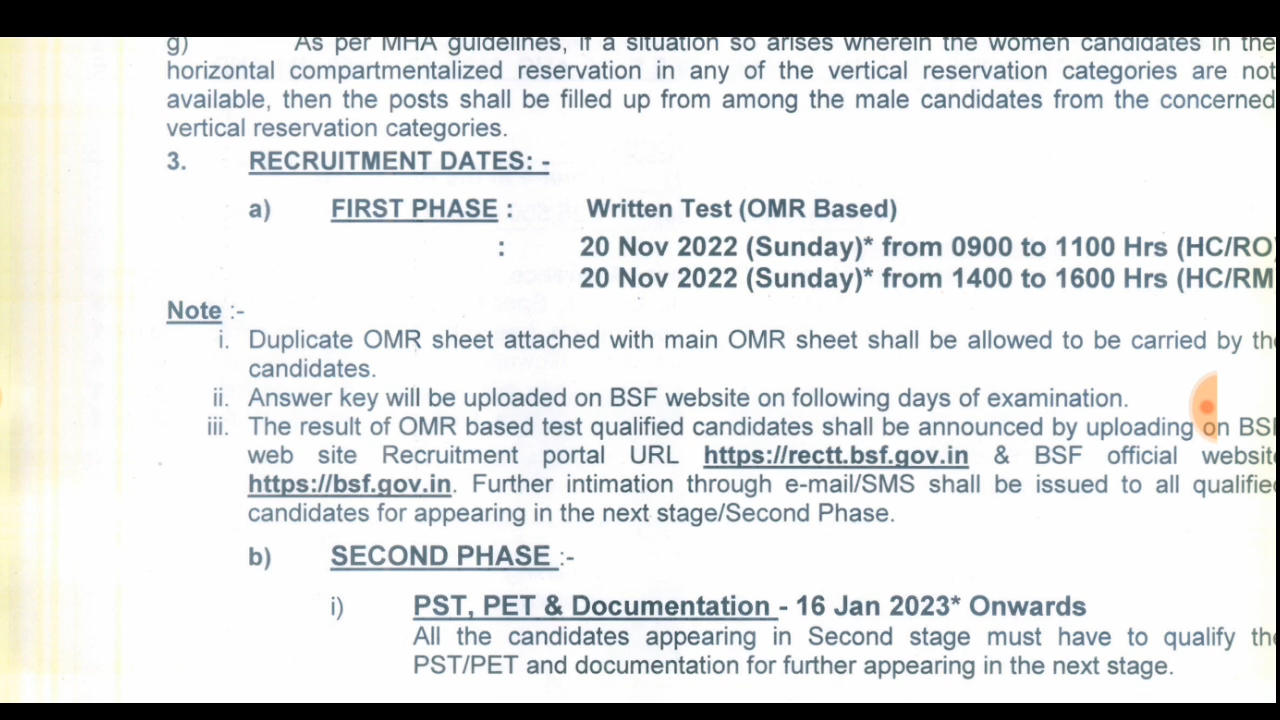 g) As per MHA guidelines, if a situation so arises wherein the women candidates in the
horizontal compartmentalized reservation in any of the vertical reservation categories are not
available, then the posts shall be filled up from among the male candidates from the concerned
vertical reservation categories.
3. RECRUITMENT DATES: -
a) FIRST PHASE : Written Test (OMR Based)
: 20 Nov 2022 (Sunday)* from 0900 to 1100 Hrs (HC/RO
20 Nov 2022 (Sunday)* from 1400 to 1600 Hrs (HC/RM
Note :-
i. Duplicate OMR sheet attached with main OMR sheet shall be allowed to be carried by the
candidates.
ii. Answer key will be uploaded on BSF website on following days of examination.
iii. The result of OMR based test qualified candidates shall be announced by uploading on BSF
web site Recruitment portal URL https://rectt.bsf.gov.in & BSF official website
https://bsf.gov.in. Further intimation through e-mail/SMS shall be issued to all qualified
candidates for appearing in the next stage/Second Phase.
b) SECOND PHASE :-
i) PST, PET & Documentation - 16 Jan 2023* Onwards
All the candidates appearing in Second stage must have to qualify the
PST/PET and documentation for further appearing in the next stage.